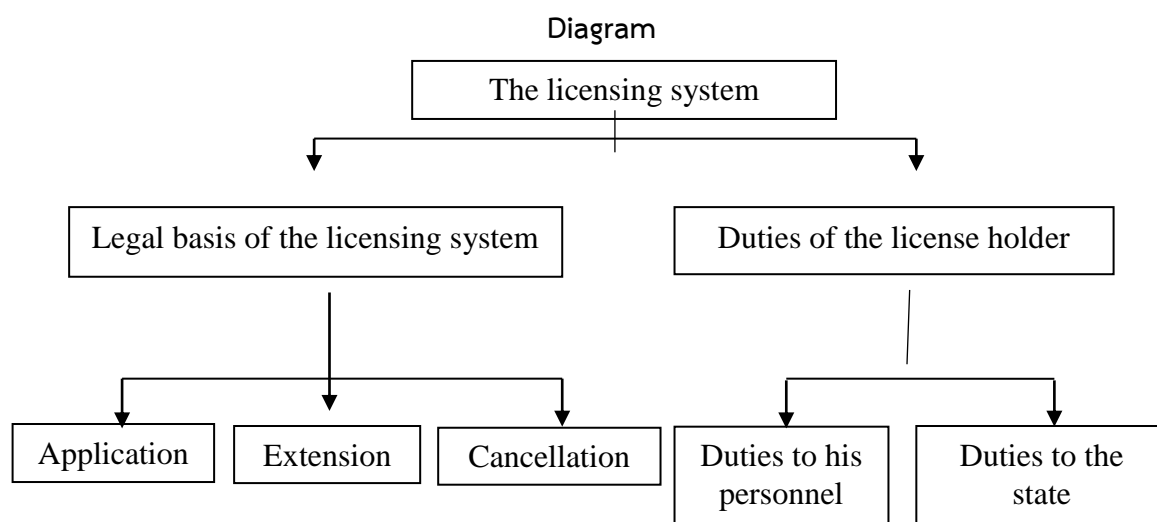 Diagram
The licensing system
Legal basis of the licensing system
Duties of the license holder
Application
Extension
Cancellation
Duties to his
personnel
Duties to the
state